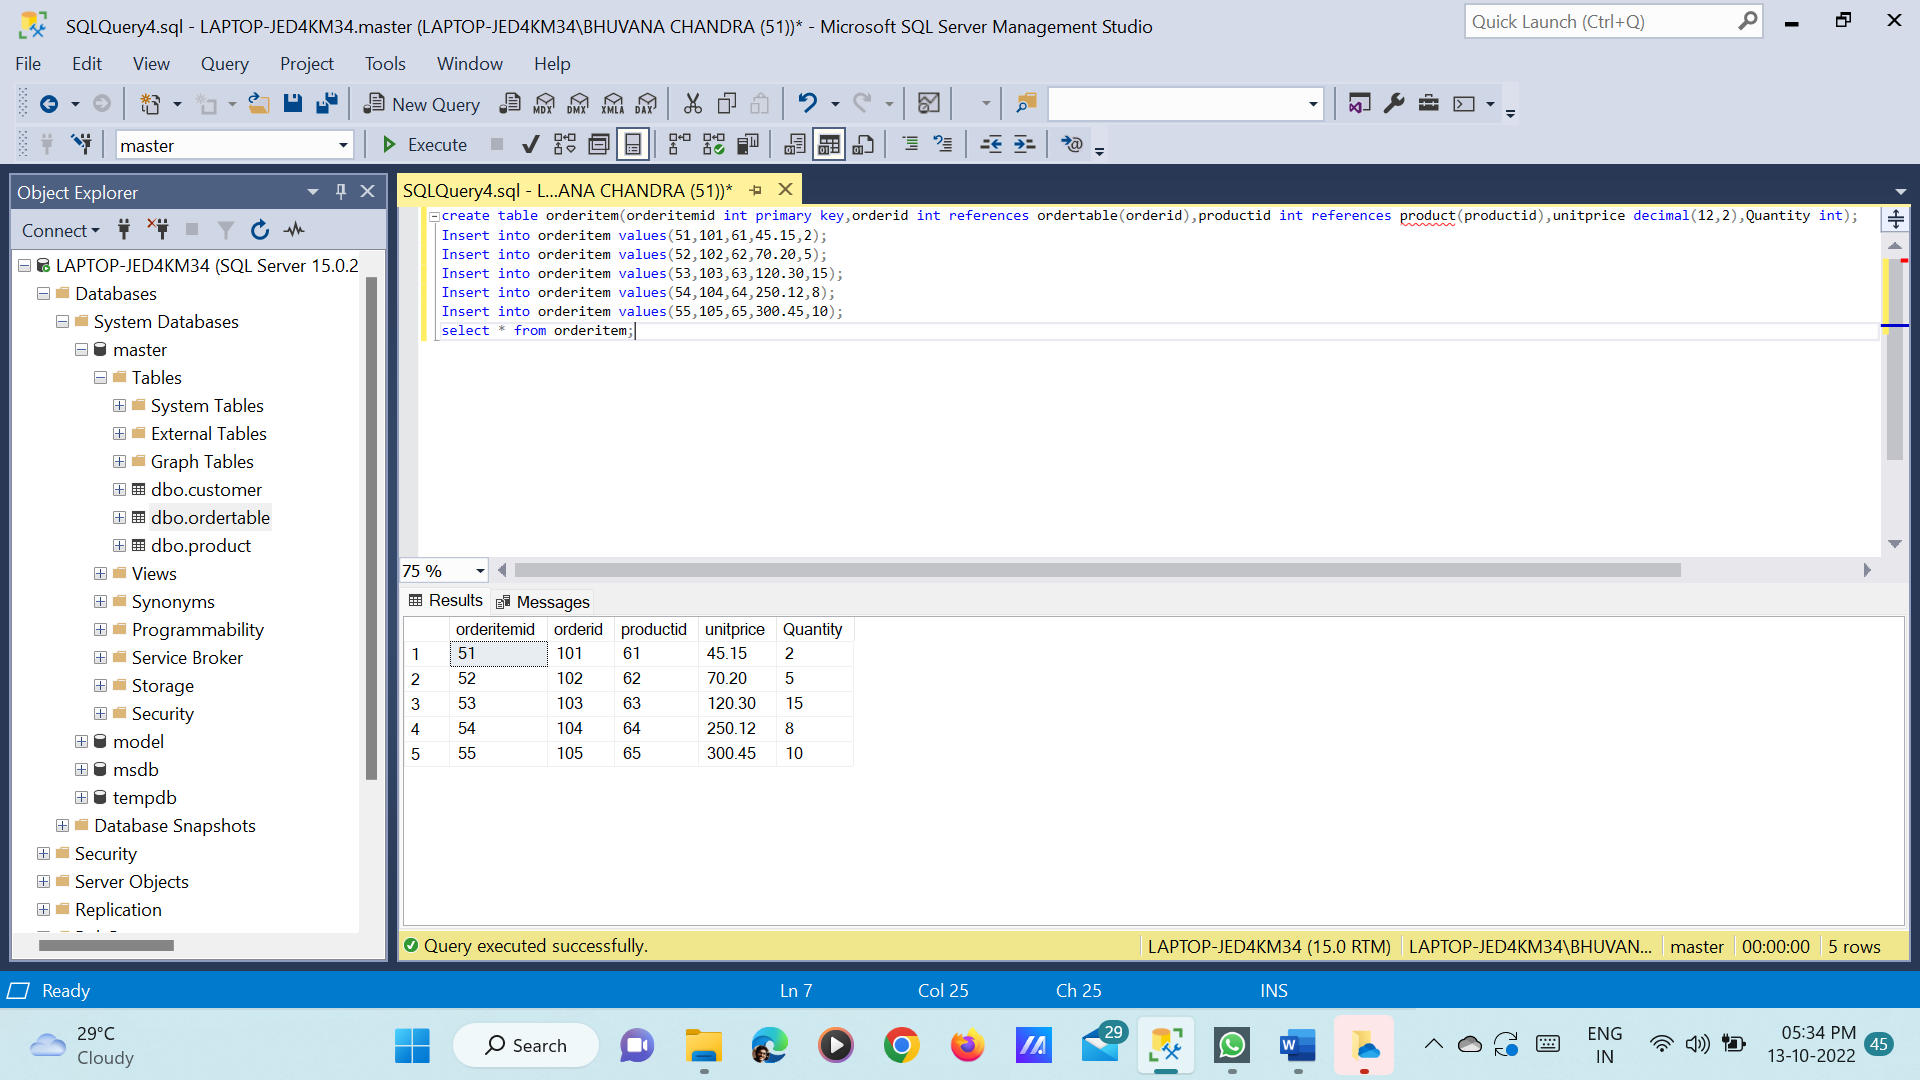 SQLQuery4.sql - LAPTOP-JED4KM34.master (LAPTOP-JED4KM34\BHUVANA CHANDRA (51))* - Microsoft SQL Server Management Studio
Quick Launch (Ctrl+Q)
File Edit View Query Project Tools Window Help
New Query MDX DMX XMLA DAX
master Execute
Object Explorer
Connect
LAPTOP-JED4KM34 (SQL Server 15.0.2
Databases
System Databases
master
Tables
System Tables
External Tables
Graph Tables
dbo.customer
dbo.ordertable
dbo.product
Views
Synonyms
Programmability
Service Broker
Storage
Security
model
msdb
tempdb
Database Snapshots
Security
Server Objects
Replication
SQLQuery4.sql - L...ANA CHANDRA (51))*
create table orderitem(orderitemid int primary key,orderid int references ordertable(orderid),productid int references product(productid),unitprice decimal(12,2),Quantity int);
Insert into orderitem values(51,101,61,45.15,2);
Insert into orderitem values(52,102,62,70.20,5);
Insert into orderitem values(53,103,63,120.30,15);
Insert into orderitem values(54,104,64,250.12,8);
Insert into orderitem values(55,105,65,300.45,10);
select * from orderitem;
75 %
Results Messages
orderitemid orderid productid unitprice Quantity
1 51 101 61 45.15 2
2 52 102 62 70.20 5
3 53 103 63 120.30 15
4 54 104 64 250.12 8
5 55 105 65 300.45 10
Query executed successfully. LAPTOP-JED4KM34 (15.0 RTM) LAPTOP-JED4KM34\BHUVAN... master 00:00:00 5 rows
Ready Ln 7 Col 25 Ch 25 INS
29°C
Cloudy
Search
29
ENG
IN
05:34 PM
13-10-2022
45